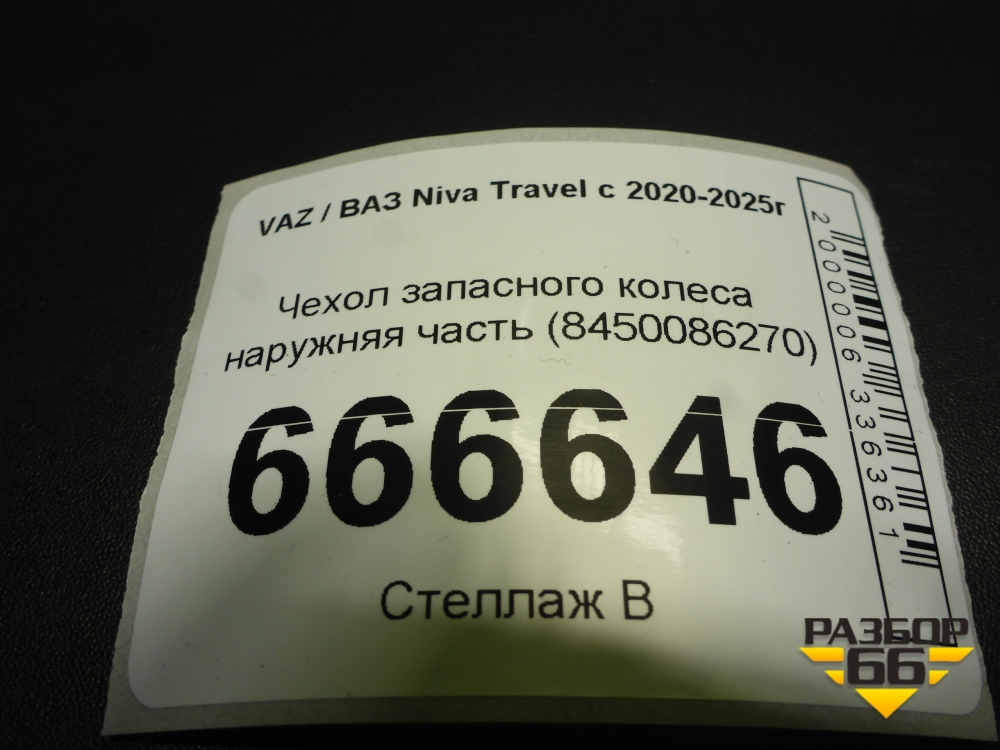 VAZ / ВАЗ Niva Travel с 2020-2025г
Чехол запасного колеса
наружняя часть (8450086270)
666646
Стеллаж В
2000006336361
РАЗБОР
66